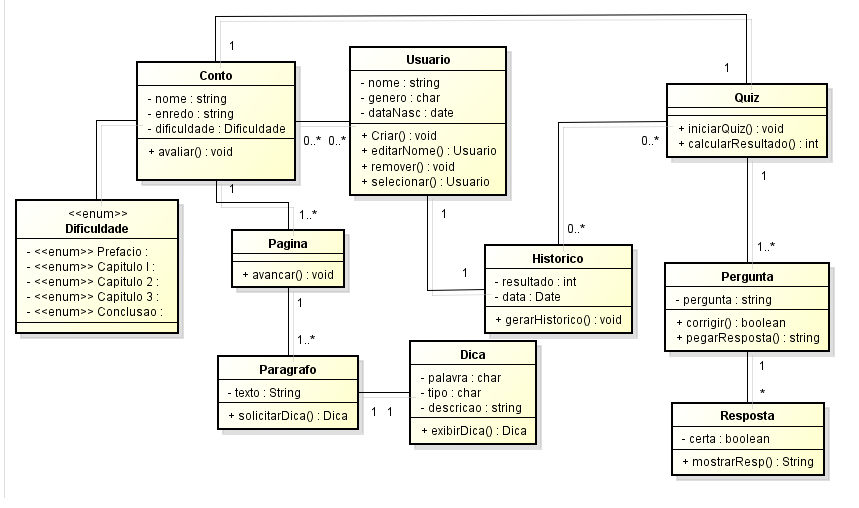 1
1
Conto
- nome : string
- enredo : string
- dificuldade : Dificuldade
+ avaliar() : void
Usuario
- nome : string
- genero : char
- dataNasc : date
+ Criar() : void
+ editarNome() : Usuario
+ remover() : void
+ selecionar() : Usuario
Quiz
+ iniciarQuiz() : void
+ calcularResultado() : int
0..*
0..*
0..*
1
1
1
<<enum>>
Dificuldade
- <<enum>> Prefacio :
- <<enum>> Capitulo I :
- <<enum>> Capitulo 2 :
- <<enum>> Capitulo 3 :
- <<enum>> Conclusao :
1..*
0..*
1..*
Pagina
+ avancar() : void
1
Historico
- resultado : int
- data : Date
+ gerarHistorico() : void
Pergunta
- pergunta : string
+ corrigir() : boolean
+ pegarResposta() : string
1
1..*
1
*
Paragrafo
- texto : String
+ solicitarDica() : Dica
1
1
Dica
- palavra : char
- tipo : char
- descricao : string
+ exibirDica() : Dica
Resposta
- certa : boolean
+ mostrarResp() : String